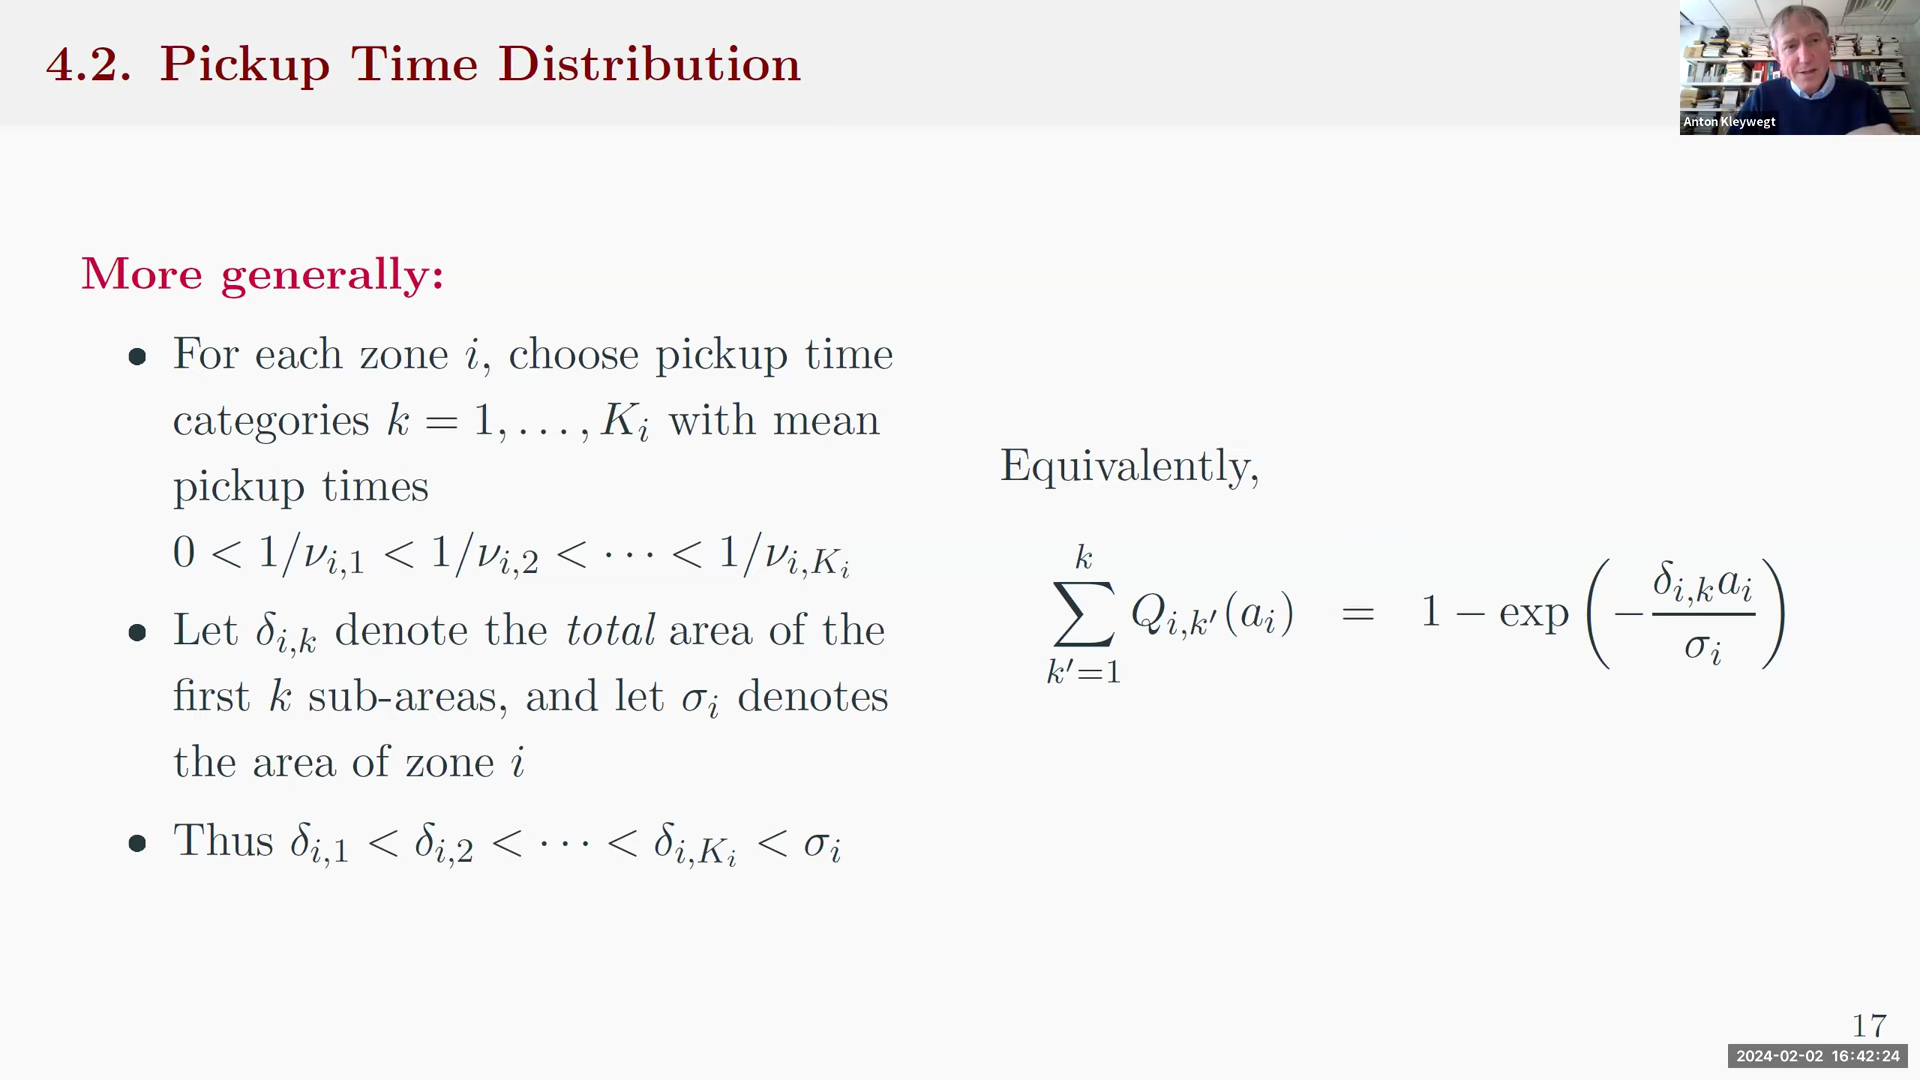 4.2. Pickup Time Distribution
Anton Kleywegt
More generally:
• For each zone i, choose pickup time
categories k = 1, . . . , K_i with mean
pickup times
0 < 1/ν_{i,1} < 1/ν_{i,2} < · · · < 1/ν_{i,K_i}
• Let δ_{i,k} denote the total area of the
first k sub-areas, and let σ_i denotes
the area of zone i
• Thus δ_{i,1} < δ_{i,2} < · · · < δ_{i,K_i} < σ_i
Equivalently,
∑_{k'=1}^{k} Q_{i,k'}(a_i) = 1 − exp(−δ_{i,k}a_i/σ_i)
17
2024-02-02 16:42:24